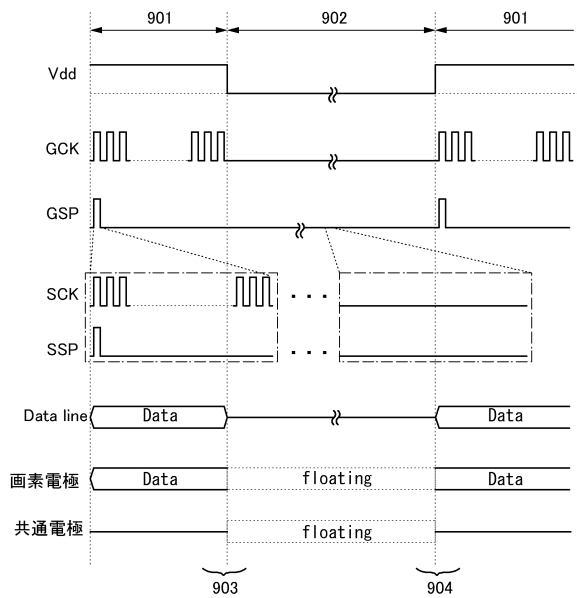 901 902 901
Vdd
GCK
GSP
SCK
SSP
Data line Data Data
画素電極 Data floating Data
共通電極 floating
903 904